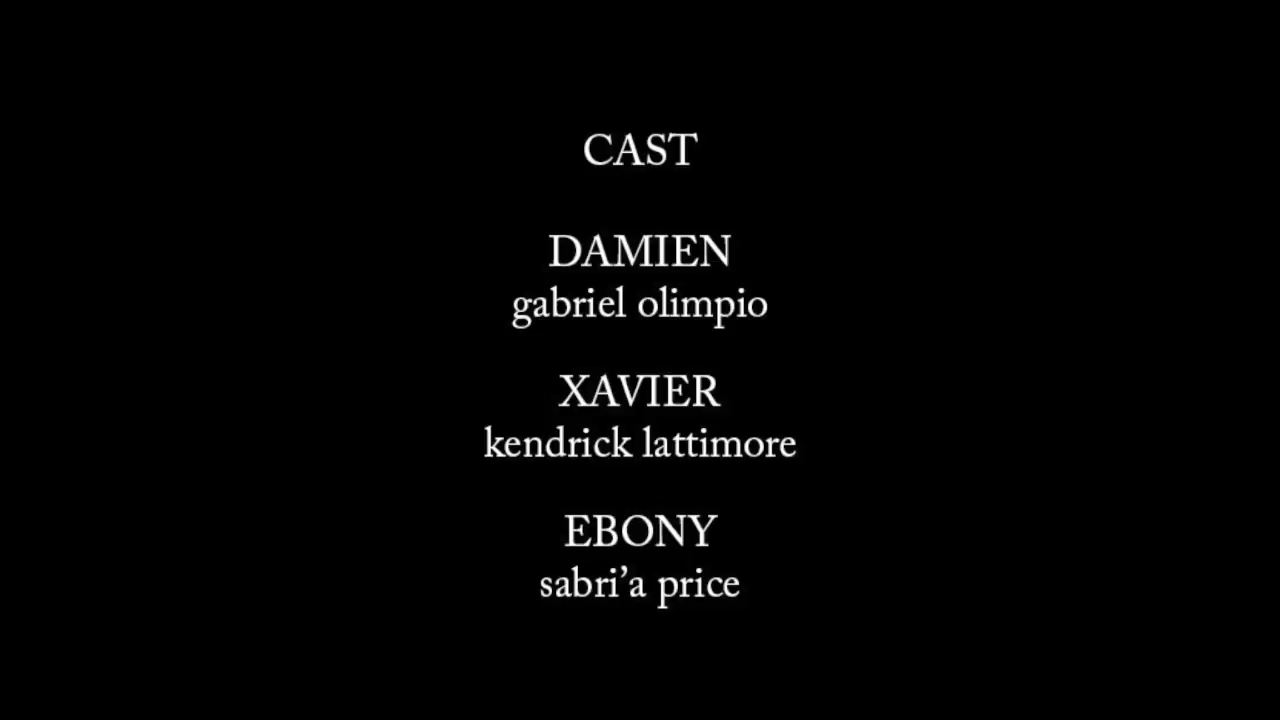 CAST
DAMIEN
gabriel olimpio
XAVIER
kendrick lattimore
EBONY
sabri’a price